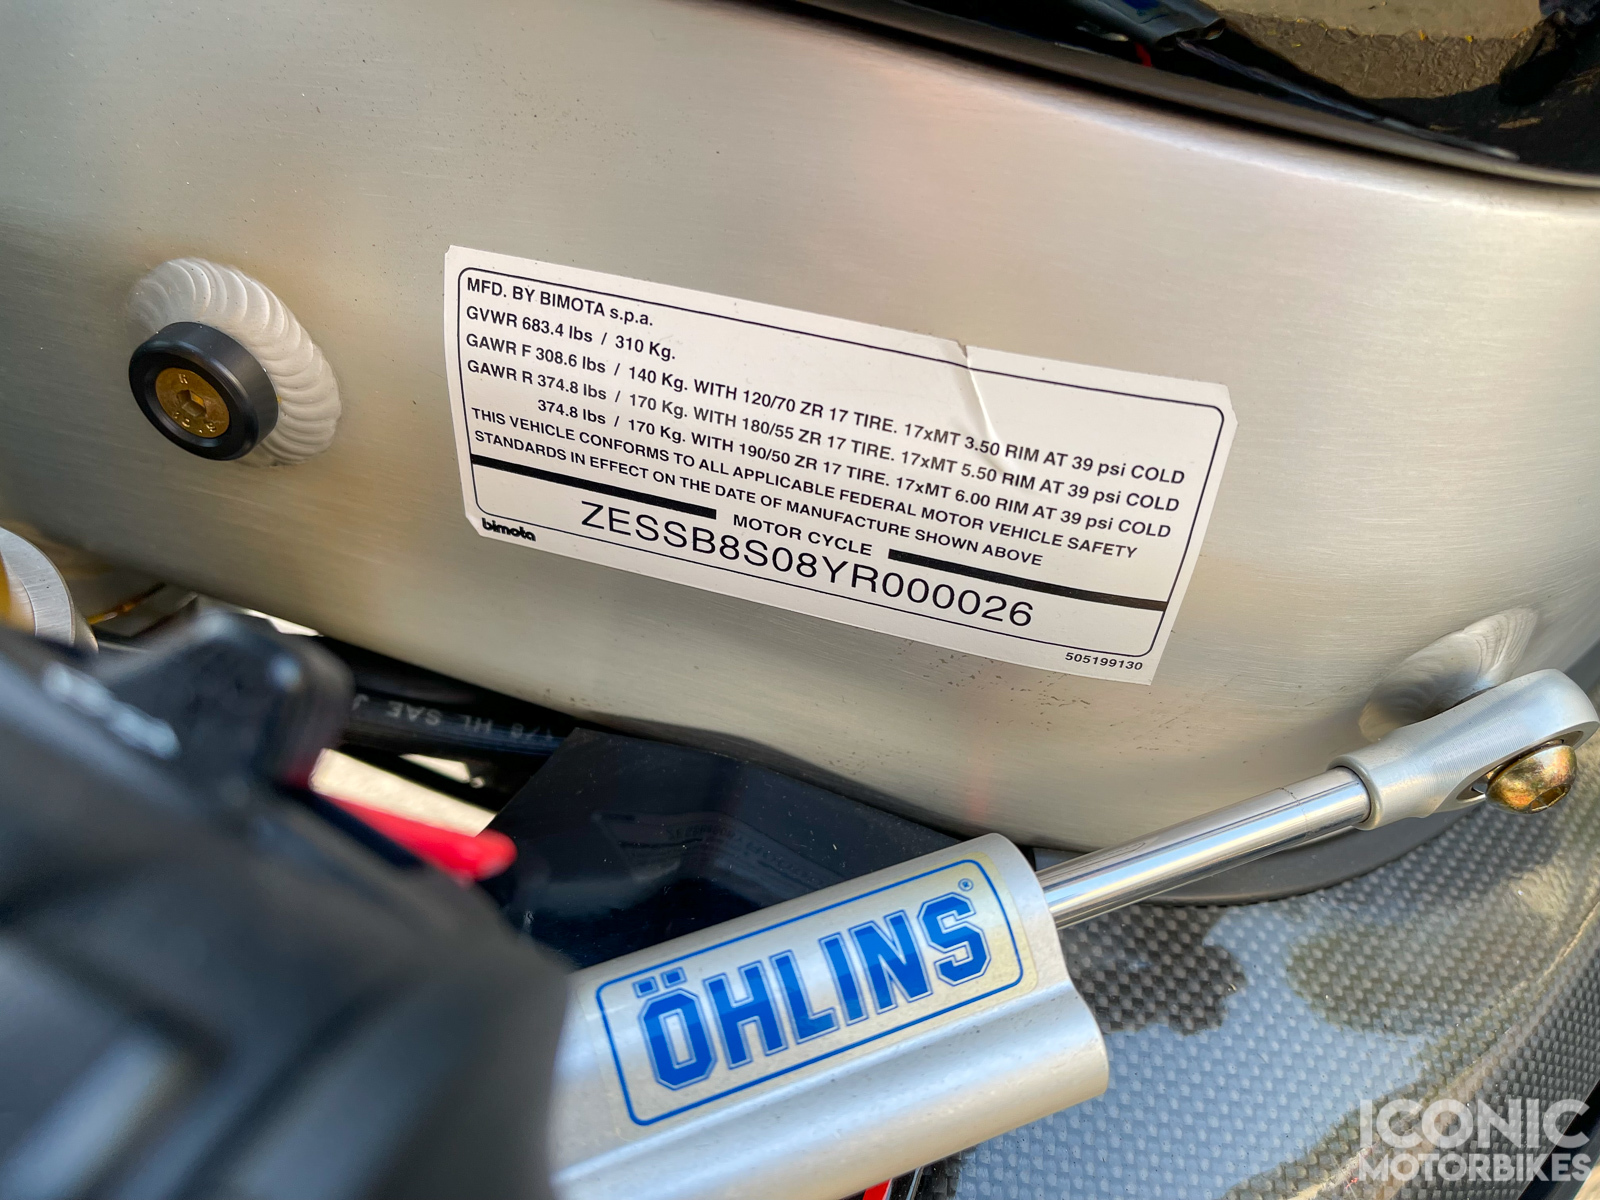 MFD. BY BIMOTA s.p.a.
GVWR 683.4 lbs / 310 Kg.
GAWR F 308.6 lbs / 140 Kg. WITH 120/70 ZR 17 TIRE. 17xMT 3.50 RIM AT 39 psi COLD
GAWR R 374.8 lbs / 170 Kg. WITH 180/55 ZR 17 TIRE. 17xMT 5.50 RIM AT 39 psi COLD
374.8 lbs / 170 Kg. WITH 190/50 ZR 17 TIRE. 17xMT 6.00 RIM AT 39 psi COLD
THIS VEHICLE CONFORMS TO ALL APPLICABLE FEDERAL MOTOR VEHICLE SAFETY
STANDARDS IN EFFECT ON THE DATE OF MANUFACTURE SHOWN ABOVE
MOTOR CYCLE
bimota
ZESSB8S08YR000026
505199130
HL SAE J
ÖHLINS®
ICONIC
MOTORBIKES